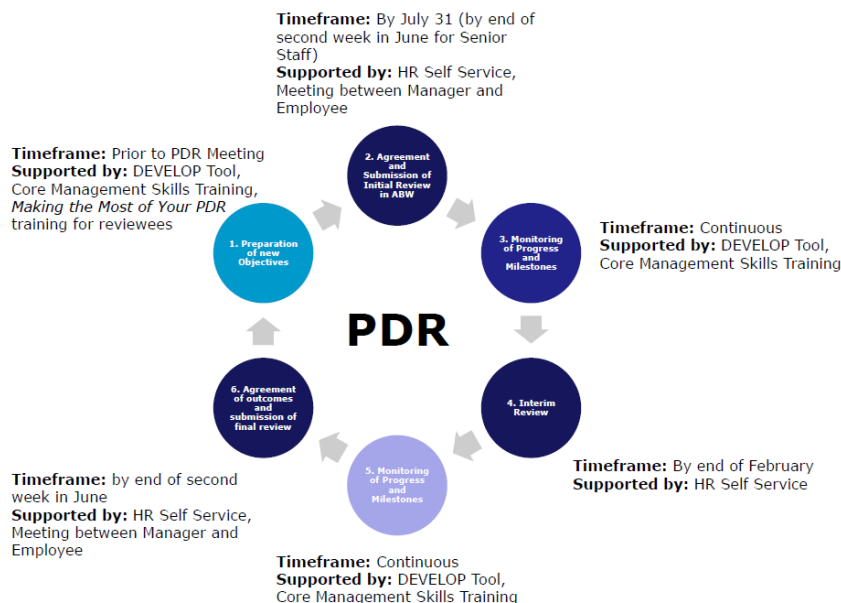 Timeframe: By July 31 (by end of
second week in June for Senior
Staff)
Supported by: HR Self Service,
Meeting between Manager and
Employee
Timeframe: Prior to PDR Meeting
Supported by: DEVELOP Tool,
Core Management Skills Training,
Making the Most of Your PDR
training for reviewees
2. Agreement
and
Submission of
Initial Review
in ABW
1. Preparation
of new
Objectives
3. Monitoring
of Progress
and
Milestones
Timeframe: Continuous
Supported by: DEVELOP Tool,
Core Management Skills Training
PDR
6. Agreement
of outcomes
and
submission of
final review
4. Interim
Review
5. Monitoring
of Progress
and
Milestones
Timeframe: By end of February
Supported by: HR Self Service
Timeframe: by end of second
week in June
Supported by: HR Self Service,
Meeting between Manager and
Employee
Timeframe: Continuous
Supported by: DEVELOP Tool,
Core Management Skills Training